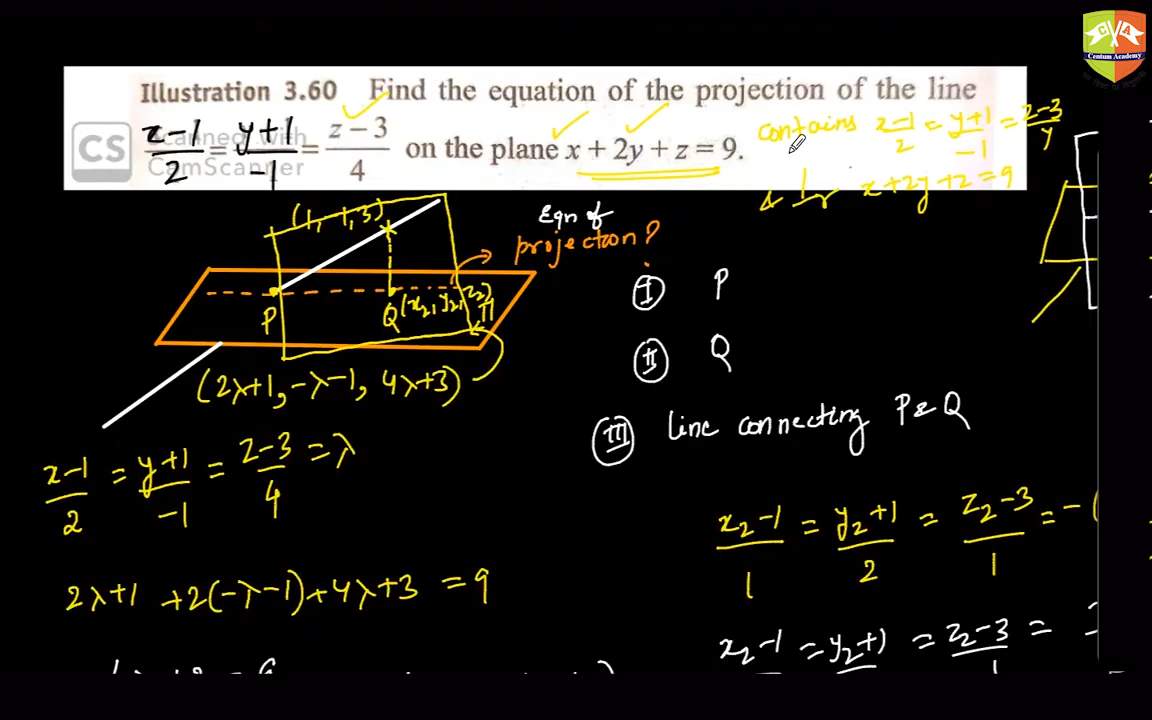 Illustration 3.60 Find the equation of the projection of the line
x-1/2 = y+1/-1 = z-3/4 on the plane x + 2y + z = 9.
CS
Scanned with
CamScanner
contains x-1/2 = y+1/-1 = z-3/4
& ⊥r x+2y+z=9
C A
Centum Academy
(1, -1, 3)
Eqn of
projection?
P
Q(x2, y2, z2)
π
(2λ+1, -λ-1, 4λ+3)
x-1/2 = y+1/-1 = z-3/4 = λ
2λ+1 +2(-λ-1)+4λ+3 = 9
I P
II Q
III Line connecting P & Q
x2-1/1 = y2+1/2 = z2-3/1 = -(
x2-1 = y2+1 = z2-3/1 =